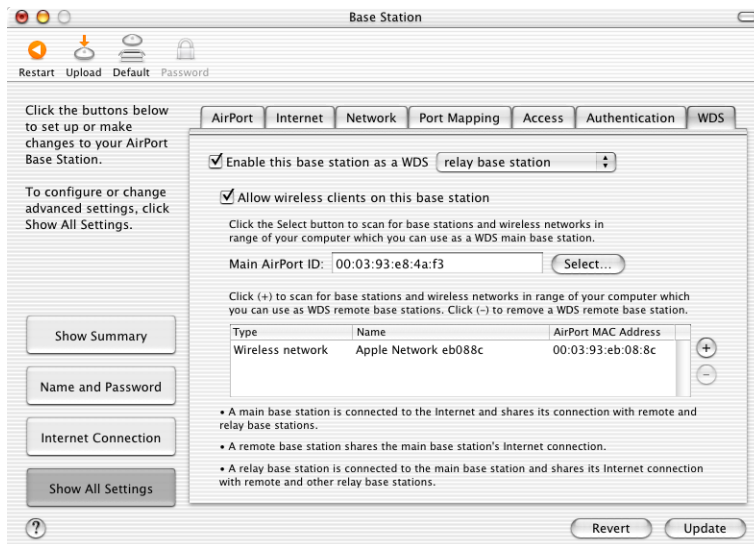 Base Station
Restart Upload Default Password
Click the buttons below
to set up or make
changes to your AirPort
Base Station.
To configure or change
advanced settings, click
Show All Settings.
Show Summary
Name and Password
Internet Connection
Show All Settings
?
AirPort Internet Network Port Mapping Access Authentication WDS
Enable this base station as a WDS relay base station
Allow wireless clients on this base station
Click the Select button to scan for base stations and wireless networks in
range of your computer which you can use as a WDS main base station.
Main AirPort ID: 00:03:93:e8:4a:f3 Select...
Click (+) to scan for base stations and wireless networks in range of your computer which
you can use as WDS remote base stations. Click (–) to remove a WDS remote base station.
Type Name AirPort MAC Address
Wireless network Apple Network eb088c 00:03:93:eb:08:8c
+
–
• A main base station is connected to the Internet and shares its connection with remote and
relay base stations.
• A remote base station shares the main base station's Internet connection.
• A relay base station is connected to the main base station and shares its Internet connection
with remote and other relay base stations.
Revert Update